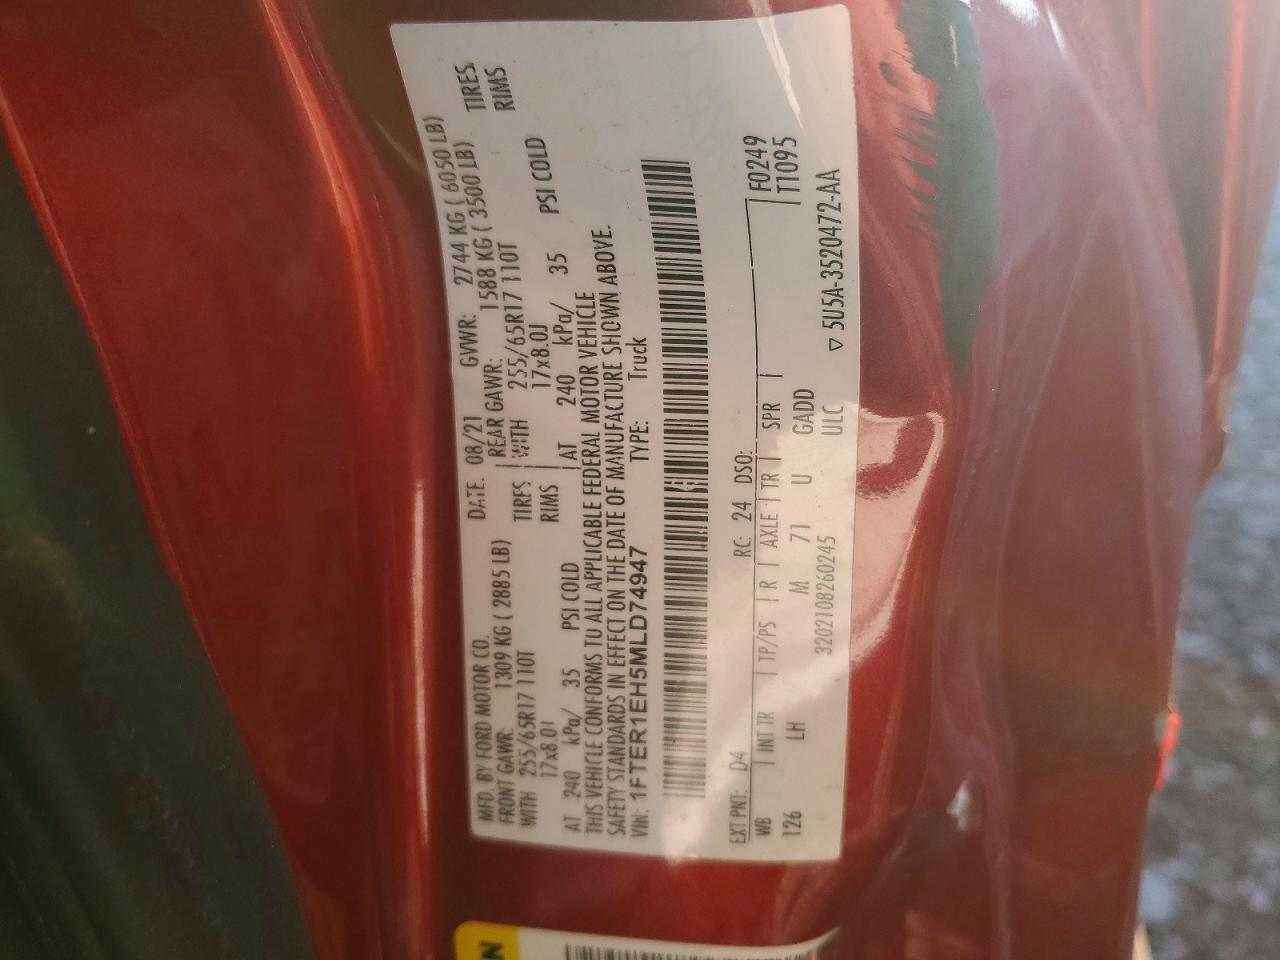 MFD. BY FORD MOTOR CO. DATE: 08/21 GVWR: 2744 KG ( 6050 LB)
FRONT GAWR: 1309 KG ( 2885 LB) REAR GAWR: 1588 KG ( 3500 LB)
WITH 255/65R17 110T TIRES WITH 255/65R17 110T TIRES
17x8.0J RIMS 17x8.0J RIMS
AT 240 kPa/ 35 PSI COLD AT 240 kPa/ 35 PSI COLD
THIS VEHICLE CONFORMS TO ALL APPLICABLE FEDERAL MOTOR VEHICLE
SAFETY STANDARDS IN EFFECT ON THE DATE OF MANUFACTURE SHOWN ABOVE.
VIN: 1FTER1EH5MLD74947 TYPE: Truck
EXT PNT: D4 RC: 24 DSO: F0249
WB INT TR TP/PS R AXLE TR SPR T1095
126 LH M 71 U GADD
3202108260245 ULC ▽ 5U5A-3520472-AA